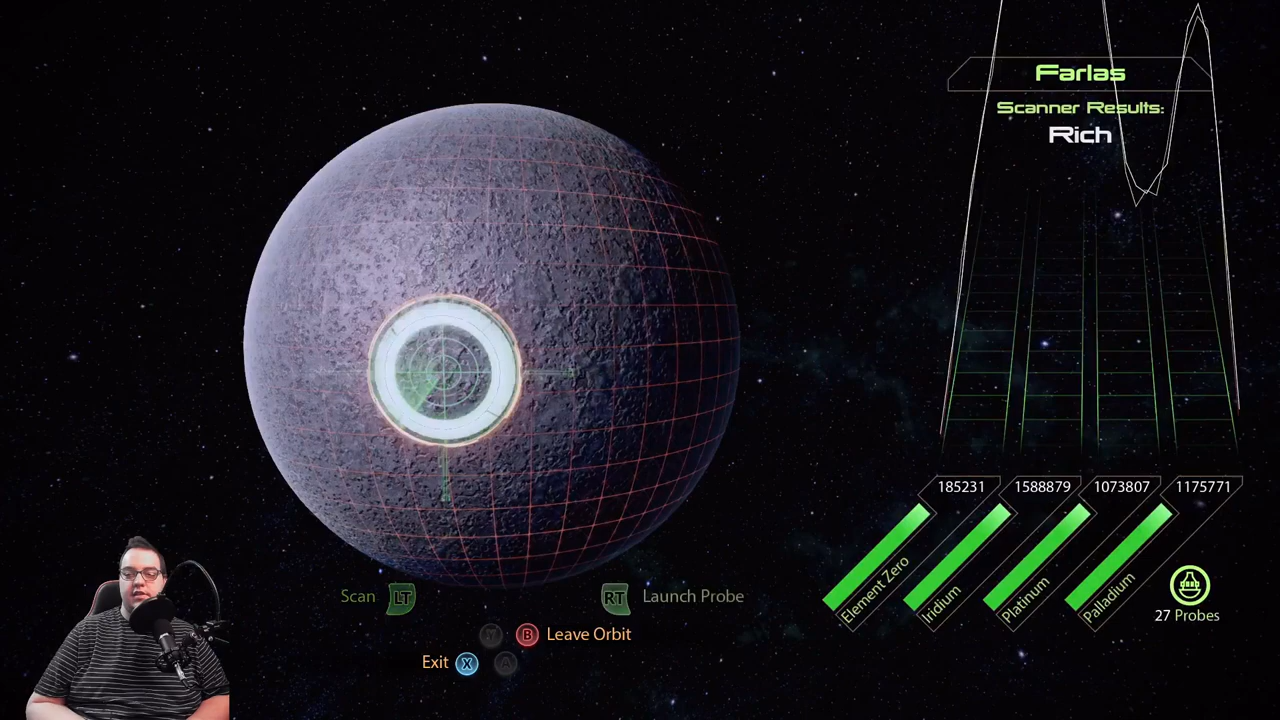 Farlas
Scanner Results:
Rich
185231
1588879
1073807
1175771
Element Zero
Iridium
Platinum
Palladium
27 Probes
Scan LT
RT Launch Probe
Y
B Leave Orbit
Exit X
A